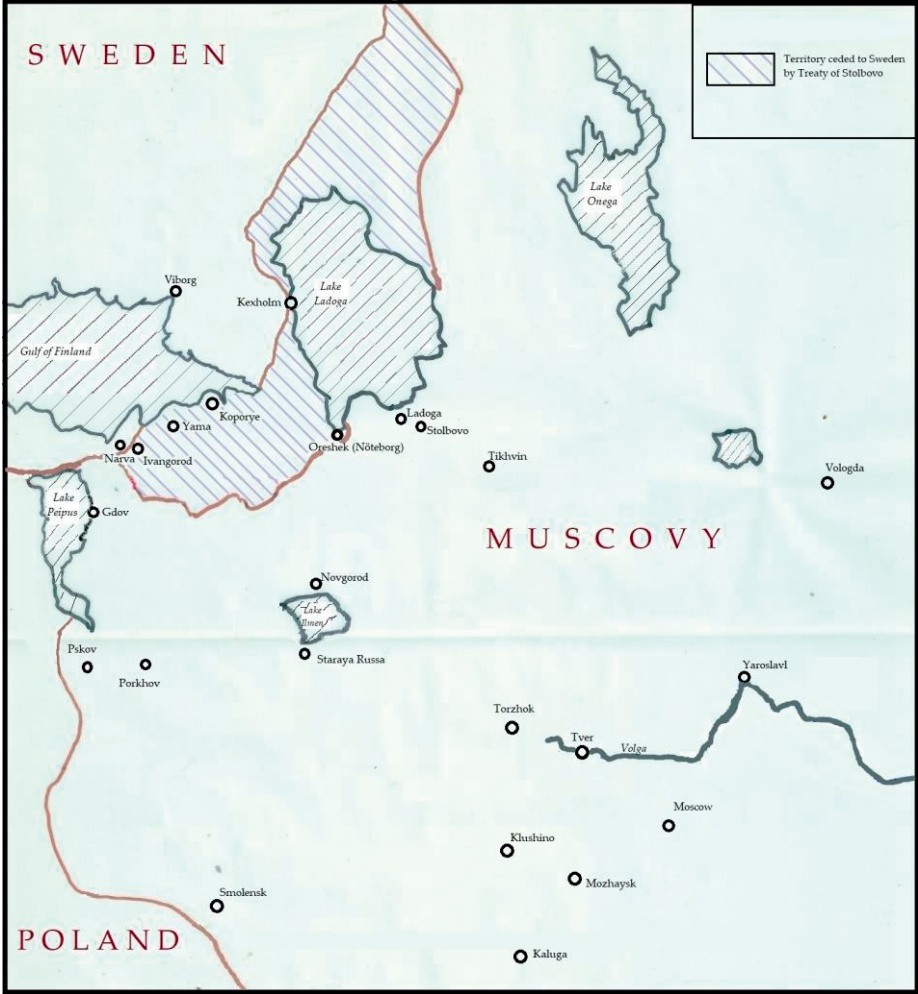 SWEDEN
Territory ceded to Sweden
by Treaty of Stolbovo
Lake
Onega
Viborg
Kexholm
Lake
Ladoga
Gulf of Finland
Koporye
Yama
Ladoga
Stolbovo
Oreshek (Nöteborg)
Narva
Ivangorod
Tikhvin
Vologda
Lake
Peipus
Gdov
MUSCOVY
Novgorod
Lake
Ilmen
Staraya Russa
Pskov
Porkhov
Yaroslavl
Torzhok
Tver
Volga
Moscow
Klushino
Mozhaysk
Smolensk
POLAND
Kaluga